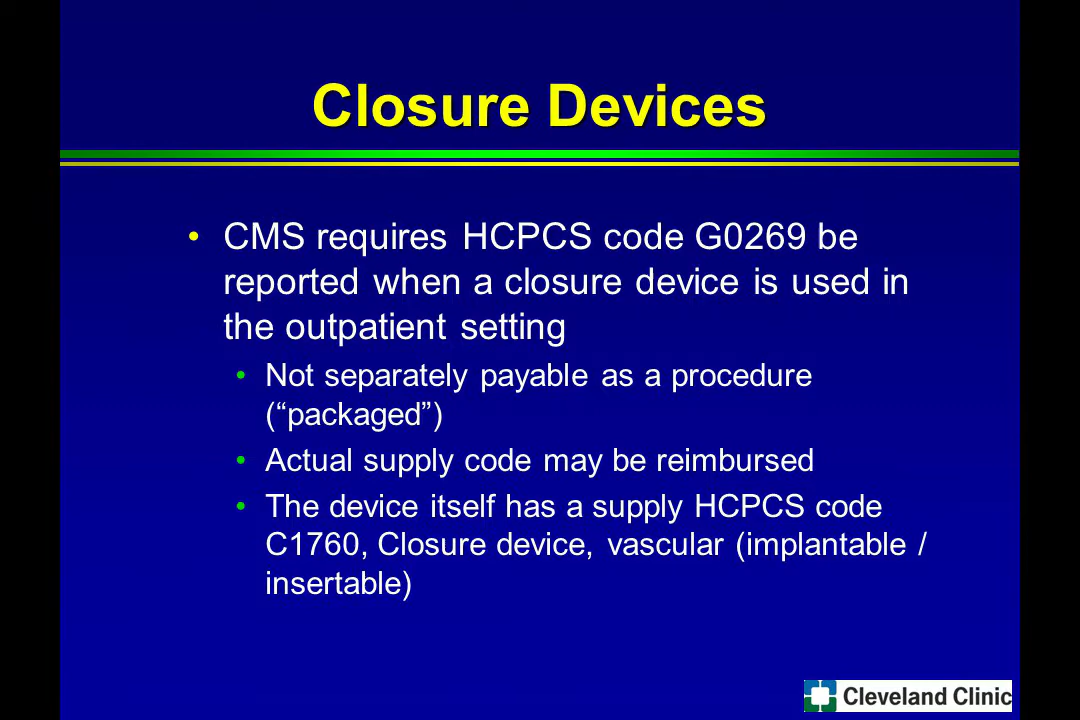 Closure Devices
• CMS requires HCPCS code G0269 be
reported when a closure device is used in
the outpatient setting
• Not separately payable as a procedure
(“packaged”)
• Actual supply code may be reimbursed
• The device itself has a supply HCPCS code
C1760, Closure device, vascular (implantable /
insertable)
Cleveland Clinic